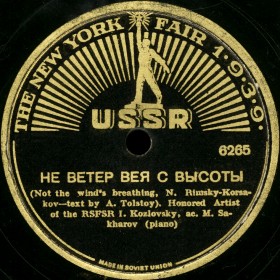 THE NEW YORK FAIR 1.9.3.9.
USSR
6265
НЕ ВЕТЕР ВЕЯ С ВЫСОТЫ
(Not the wind's breathing, N. Rimsky-Korsa-
kov—text by A. Tolstoy). Honored Artist
of the RSFSR I. Kozlovsky, ac. M. Sa-
kharov (piano)
MADE IN SOVIET UNION